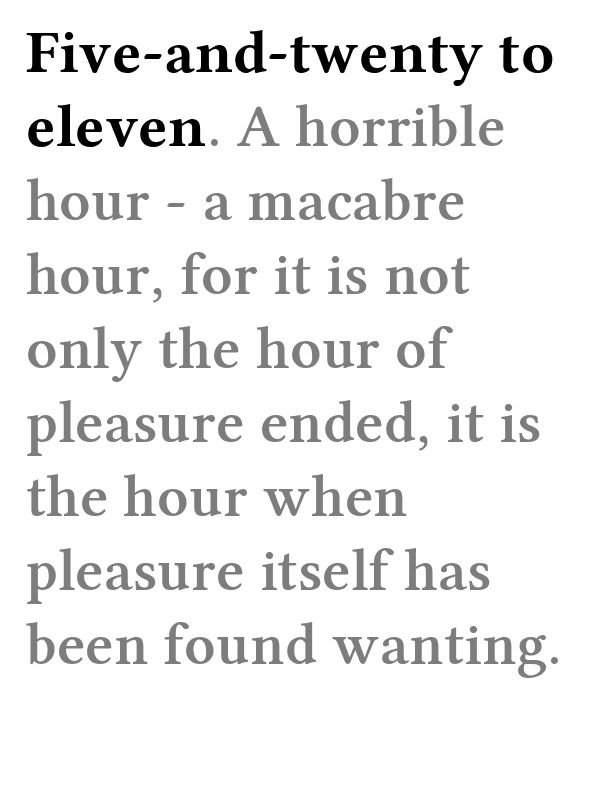 Five-and-twenty to
eleven. A horrible
hour - a macabre
hour, for it is not
only the hour of
pleasure ended, it is
the hour when
pleasure itself has
been found wanting.